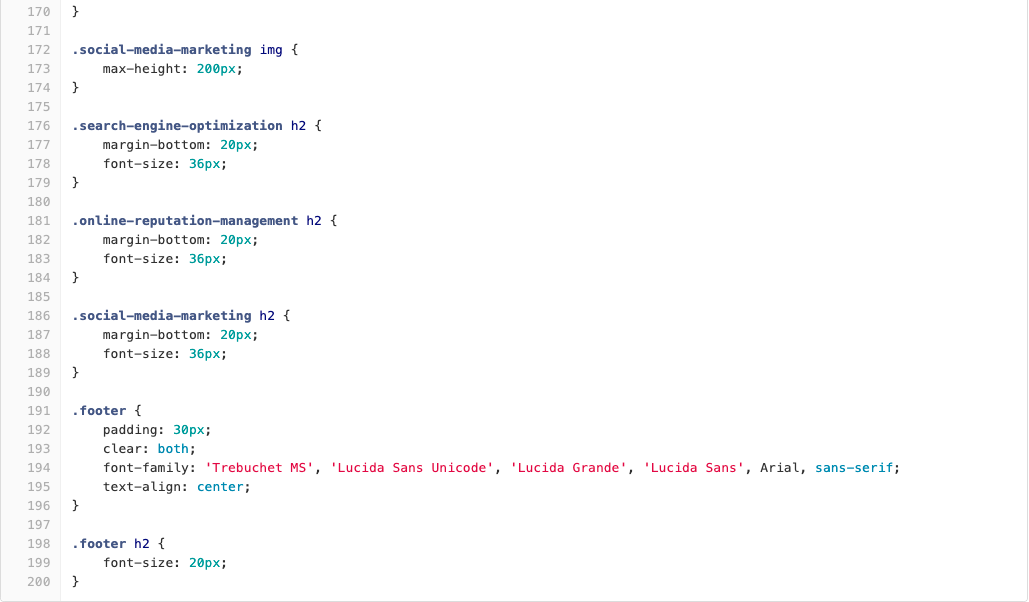 170 }
171
172 .social-media-marketing img {
173     max-height: 200px;
174 }
175
176 .search-engine-optimization h2 {
177     margin-bottom: 20px;
178     font-size: 36px;
179 }
180
181 .online-reputation-management h2 {
182     margin-bottom: 20px;
183     font-size: 36px;
184 }
185
186 .social-media-marketing h2 {
187     margin-bottom: 20px;
188     font-size: 36px;
189 }
190
191 .footer {
192     padding: 30px;
193     clear: both;
194     font-family: 'Trebuchet MS', 'Lucida Sans Unicode', 'Lucida Grande', 'Lucida Sans', Arial, sans-serif;
195     text-align: center;
196 }
197
198 .footer h2 {
199     font-size: 20px;
200 }